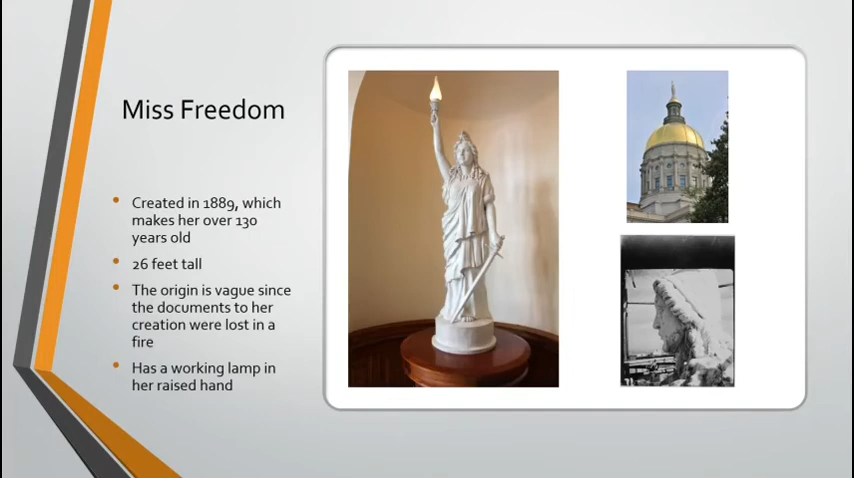 Miss Freedom
• Created in 1889, which
makes her over 130
years old
• 26 feet tall
• The origin is vague since
the documents to her
creation were lost in a
fire
• Has a working lamp in
her raised hand